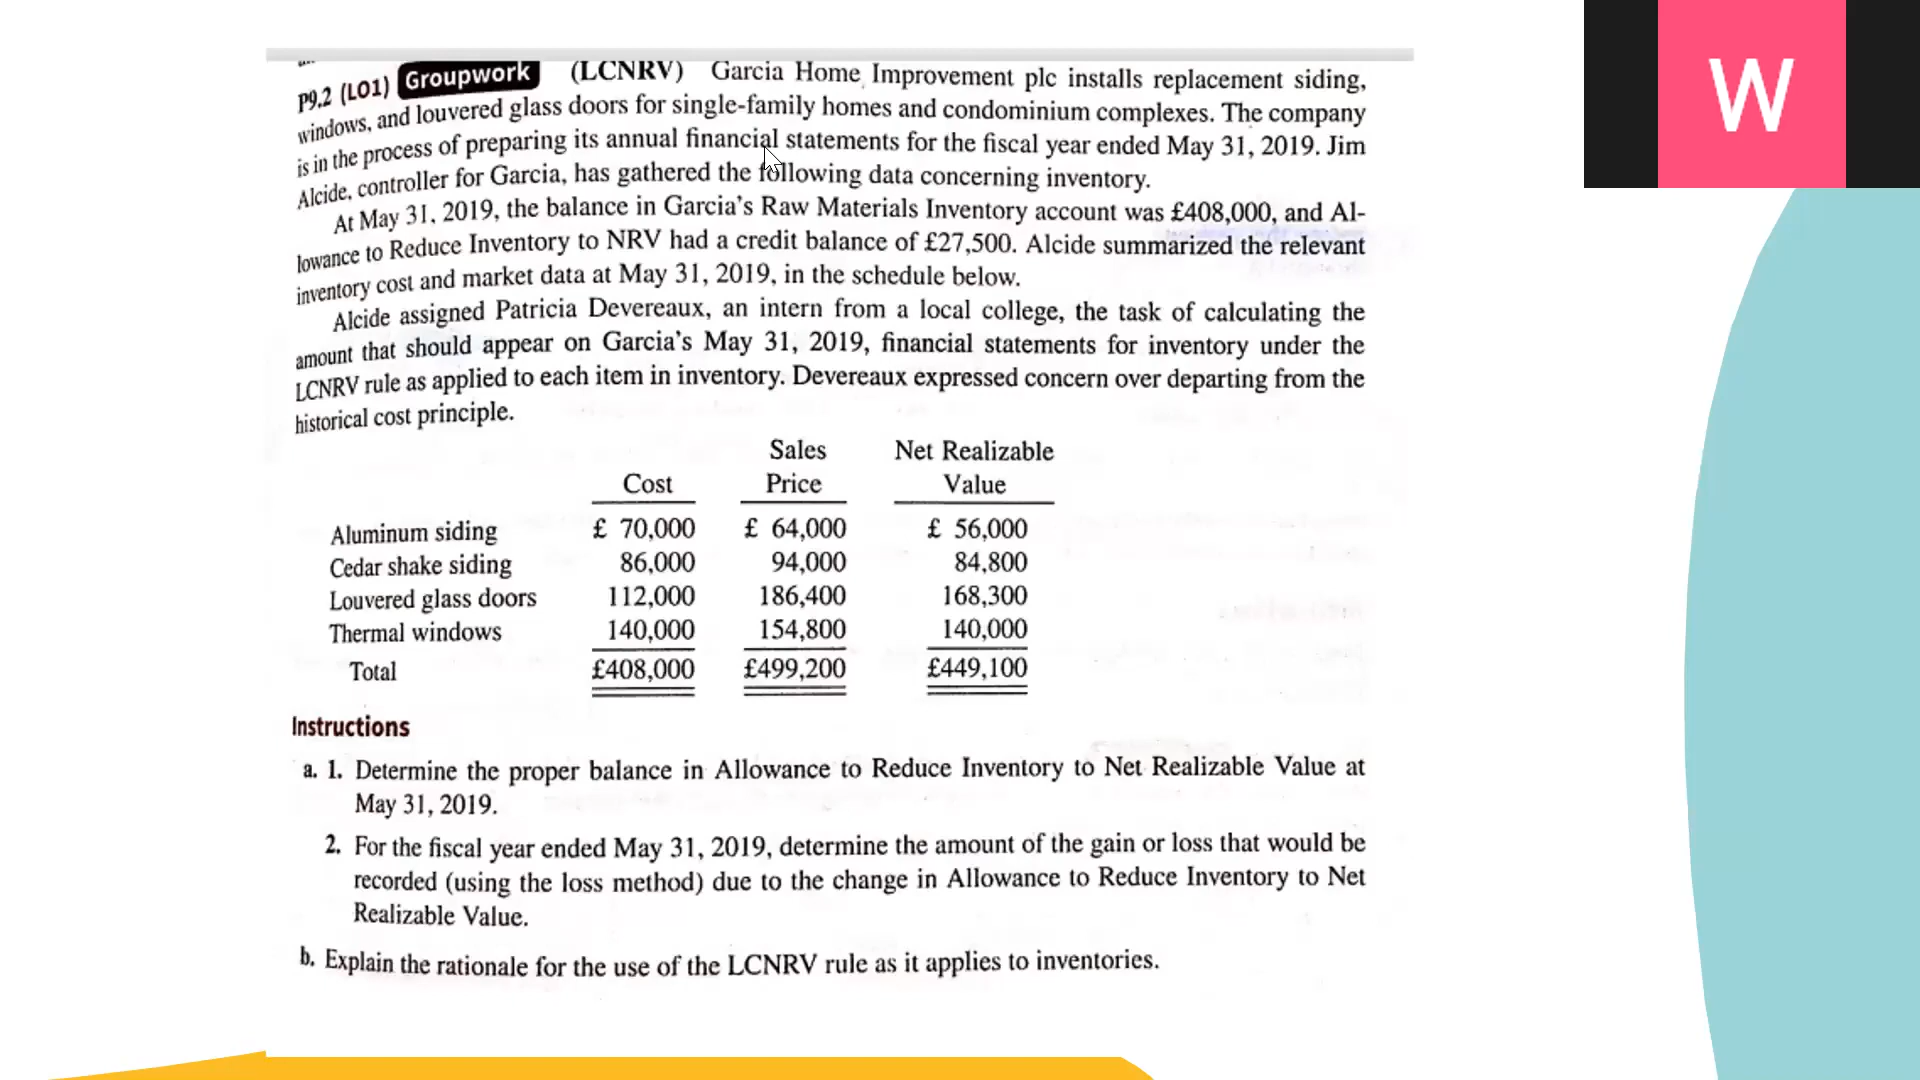 P9.2 (LO1) Groupwork (LCNRV) Garcia Home Improvement plc installs replacement siding,
windows, and louvered glass doors for single-family homes and condominium complexes. The company
is in the process of preparing its annual financial statements for the fiscal year ended May 31, 2019. Jim
Alcide, controller for Garcia, has gathered the following data concerning inventory.
At May 31, 2019, the balance in Garcia's Raw Materials Inventory account was £408,000, and Al-
lowance to Reduce Inventory to NRV had a credit balance of £27,500. Alcide summarized the relevant
inventory cost and market data at May 31, 2019, in the schedule below.
Alcide assigned Patricia Devereaux, an intern from a local college, the task of calculating the
amount that should appear on Garcia's May 31, 2019, financial statements for inventory under the
LCNRV rule as applied to each item in inventory. Devereaux expressed concern over departing from the
historical cost principle.
Sales Net Realizable
Cost Price Value
Aluminum siding £ 70,000 £ 64,000 £ 56,000
Cedar shake siding 86,000 94,000 84,800
Louvered glass doors 112,000 186,400 168,300
Thermal windows 140,000 154,800 140,000
Total £408,000 £499,200 £449,100
Instructions
a. 1. Determine the proper balance in Allowance to Reduce Inventory to Net Realizable Value at
May 31, 2019.
2. For the fiscal year ended May 31, 2019, determine the amount of the gain or loss that would be
recorded (using the loss method) due to the change in Allowance to Reduce Inventory to Net
Realizable Value.
b. Explain the rationale for the use of the LCNRV rule as it applies to inventories.
W